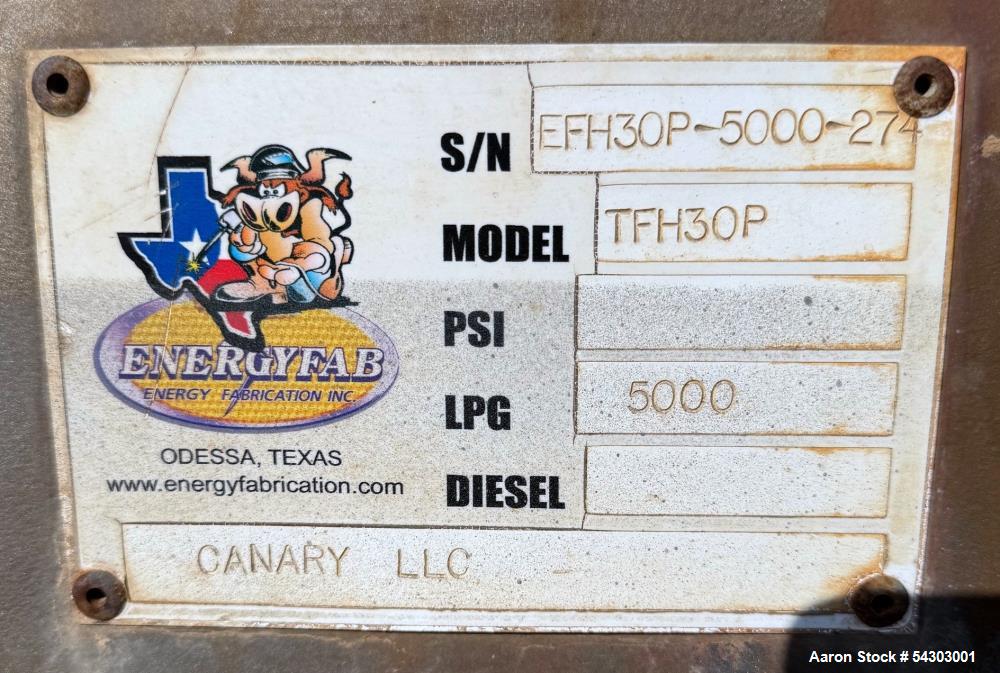 S/N EFH30P-5000-274
MODEL TFH30P
PSI
LPG 5000
DIESEL
ENERGYFAB
ENERGY FABRICATION INC.
ODESSA, TEXAS
www.energyfabrication.com
CANARY LLC
Aaron Stock # 54303001